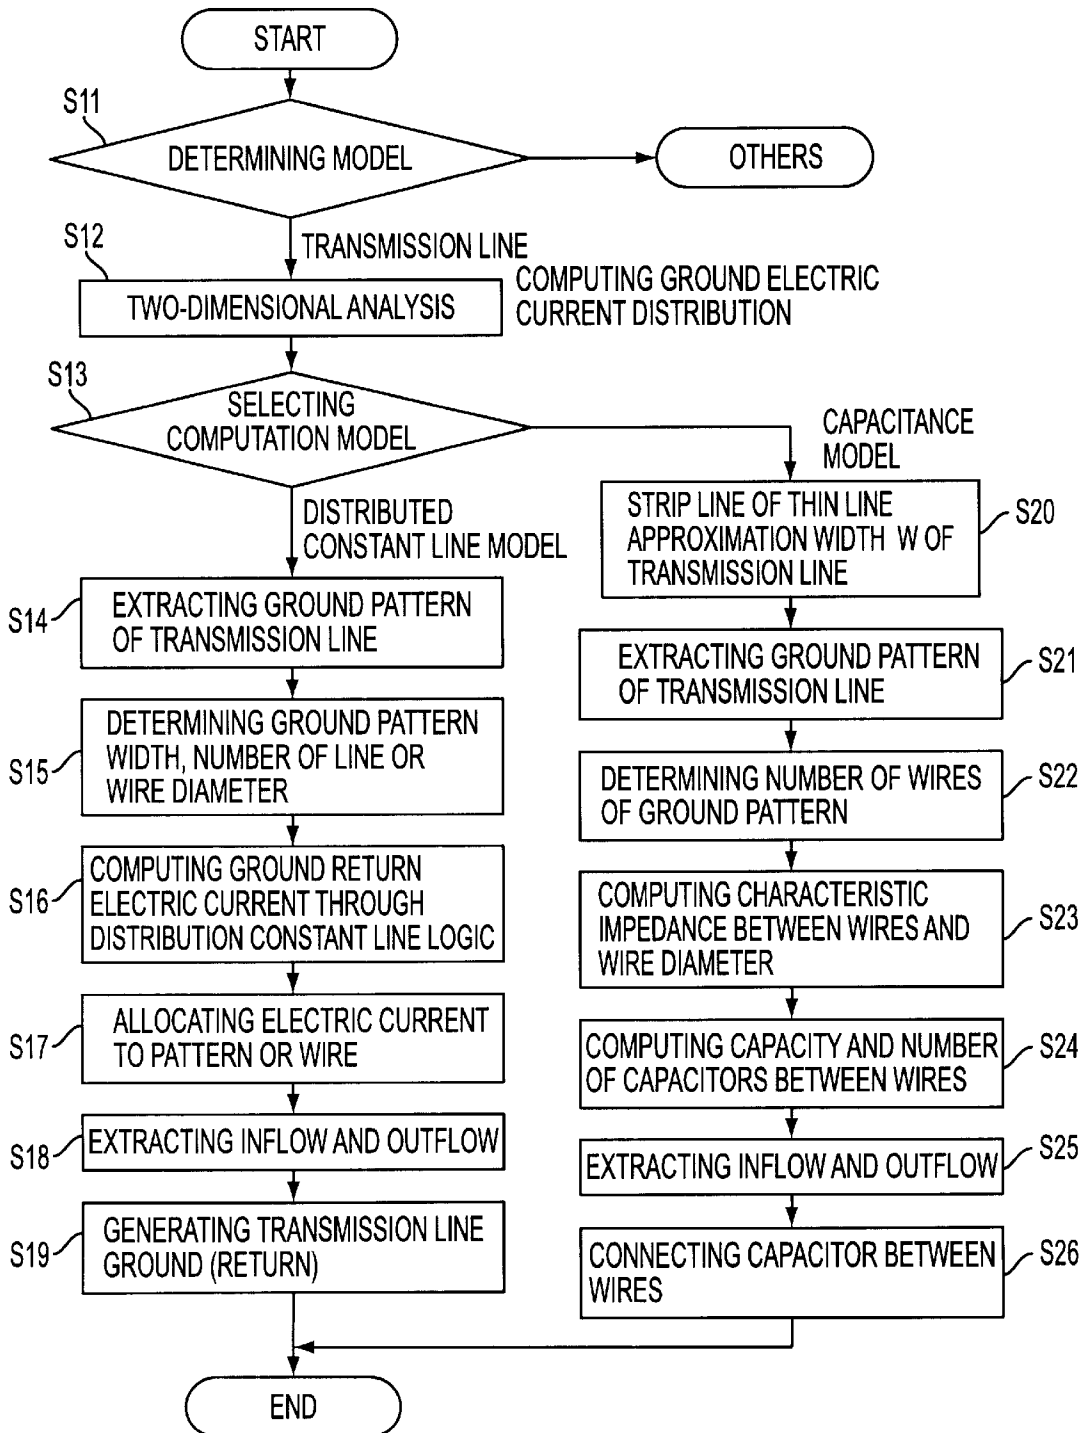 START
S11
DETERMINING MODEL
OTHERS
TRANSMISSION LINE
S12
TWO-DIMENSIONAL ANALYSIS
COMPUTING GROUND ELECTRIC
CURRENT DISTRIBUTION
S13
SELECTING
COMPUTATION MODEL
DISTRIBUTED
CONSTANT LINE MODEL
S14
EXTRACTING GROUND PATTERN
OF TRANSMISSION LINE
S15
DETERMINING GROUND PATTERN
WIDTH, NUMBER OF LINE OR
WIRE DIAMETER
S16
COMPUTING GROUND RETURN
ELECTRIC CURRENT THROUGH
DISTRIBUTION CONSTANT LINE LOGIC
S17
ALLOCATING ELECTRIC CURRENT
TO PATTERN OR WIRE
S18
EXTRACTING INFLOW AND OUTFLOW
S19
GENERATING TRANSMISSION LINE
GROUND (RETURN)
CAPACITANCE
MODEL
STRIP LINE OF THIN LINE
APPROXIMATION WIDTH W OF
TRANSMISSION LINE
S20
EXTRACTING GROUND PATTERN
OF TRANSMISSION LINE
S21
DETERMINING NUMBER OF WIRES
OF GROUND PATTERN
S22
COMPUTING CHARACTERISTIC
IMPEDANCE BETWEEN WIRES AND
WIRE DIAMETER
S23
COMPUTING CAPACITY AND NUMBER
OF CAPACITORS BETWEEN WIRES
S24
EXTRACTING INFLOW AND OUTFLOW
S25
CONNECTING CAPACITOR BETWEEN
WIRES
S26
END